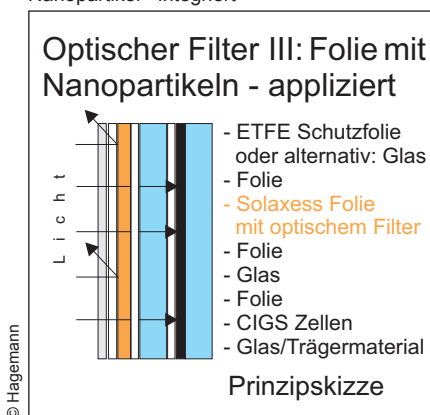 Nanopartikel - integriert
Optischer Filter III: Folie mit
Nanopartikeln - appliziert
Licht
- ETFE Schutzfolie
oder alternativ: Glas
- Folie
- Solaxess Folie
mit optischem Filter
- Folie
- Glas
- Folie
- CIGS Zellen
- Glas/Trägermaterial
Prinzipskizze
© Hagemann